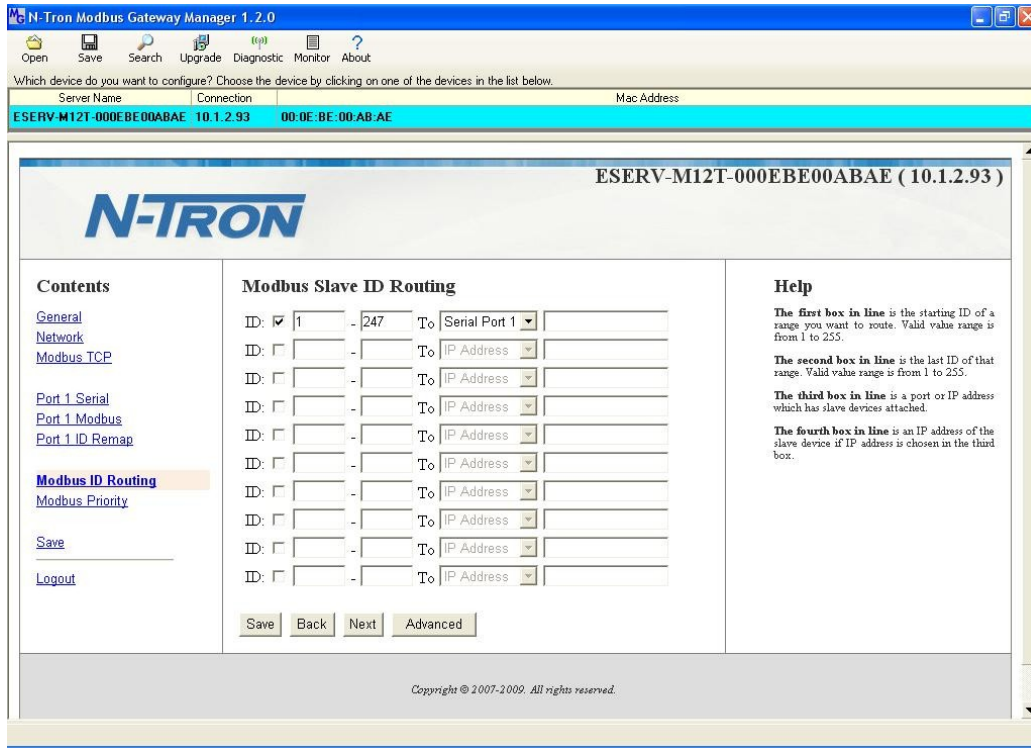 N-Tron Modbus Gateway Manager 1.2.0
Open Save Search Upgrade Diagnostic Monitor About
Which device do you want to configure? Choose the device by clicking on one of the devices in the list below.
Server Name Connection Mac Address
ESERV-M12T-000EBE00ABAE 10.1.2.93 00:0E:BE:00:AB:AE
ESERV-M12T-000EBE00ABAE ( 10.1.2.93 )
N-TRON
Contents
General
Network
Modbus TCP
Port 1 Serial
Port 1 Modbus
Port 1 ID Remap
Modbus ID Routing
Modbus Priority
Save
Logout
Modbus Slave ID Routing
ID: 1 - 247 To Serial Port 1
ID: - To IP Address
ID: - To IP Address
ID: - To IP Address
ID: - To IP Address
ID: - To IP Address
ID: - To IP Address
ID: - To IP Address
ID: - To IP Address
ID: - To IP Address
Save Back Next Advanced
Help
The first box in line is the starting ID of a
range you want to route. Valid value range is
from 1 to 255.
The second box in line is the last ID of that
range. Valid value range is from 1 to 255.
The third box in line is a port or IP address
which has slave devices attached.
The fourth box in line is an IP address of the
slave device if IP address is chosen in the third
box.
Copyright © 2007-2009. All rights reserved.